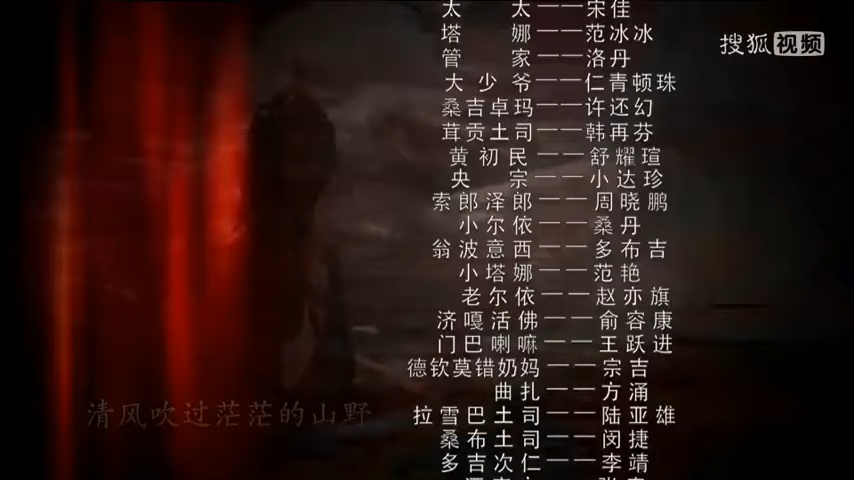 太太——宋佳
搜狐视频
塔娜——范冰冰
管家——洛丹
大少爷——仁青顿珠
桑吉卓玛——许还幻
茸贡土司——韩再芬
黄初民——舒耀瑄
央宗——小达珍
索郎泽郎——周晓鹏
小尔依——桑丹
翁波意西——多布吉
小塔娜——范艳
老尔依——赵亦旗
济嘎活佛——俞容康
门巴喇嘛——王跃进
德钦莫错奶妈——宗吉
曲扎——方涌
清风吹过茫茫的山野
拉雪巴土司——陆亚雄
桑布土司——闵捷
多吉次仁——李靖